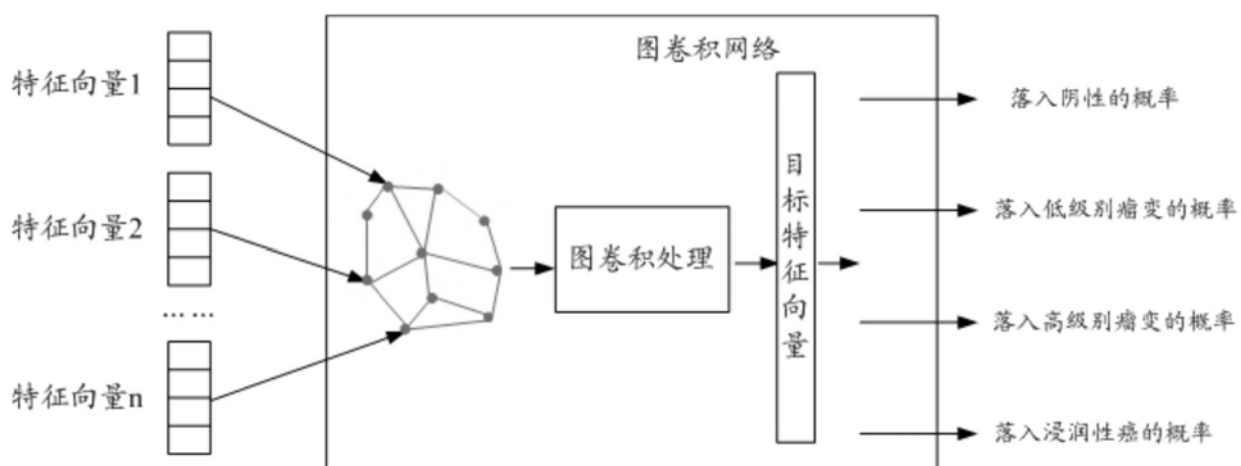 图卷积网络
特征向量1
落入阴性的概率
特征向量2
落入低级别瘤变的概率
图卷积处理
目标特征向量
……
落入高级别瘤变的概率
特征向量n
落入浸润性癌的概率